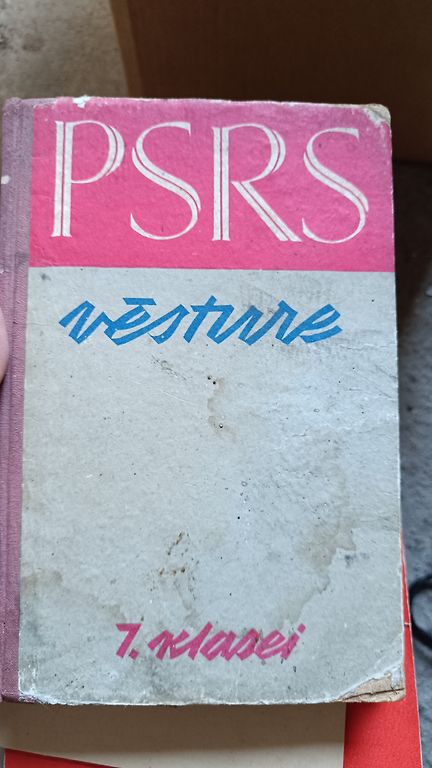 PSRS
vēsture
7. klasei